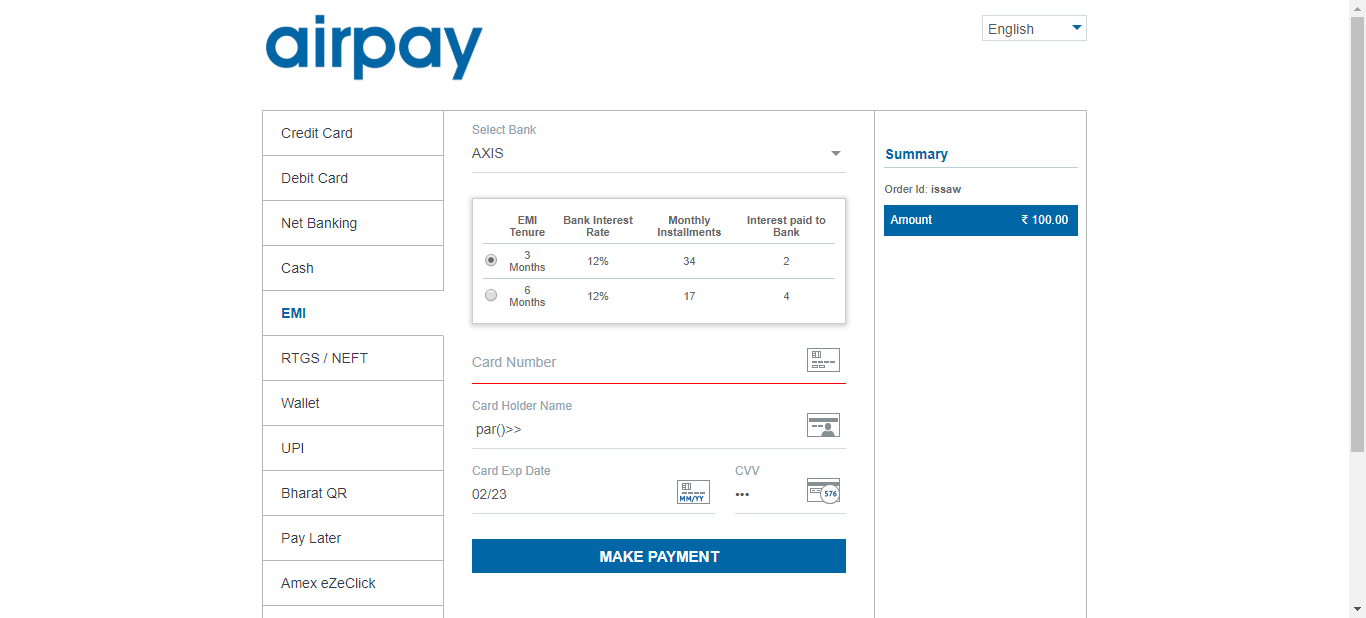 airpay
English
Credit Card
Debit Card
Net Banking
Cash
EMI
RTGS / NEFT
Wallet
UPI
Bharat QR
Pay Later
Amex eZeClick
Select Bank
AXIS
EMI Tenure Bank Interest Rate Monthly Installments Interest paid to Bank
3 Months 12% 34 2
6 Months 12% 17 4
Card Number
Card Holder Name
par()>>
Card Exp Date CVV
02/23 MM/YY ••• 576
MAKE PAYMENT
Summary
Order Id: issaw
Amount ₹ 100.00